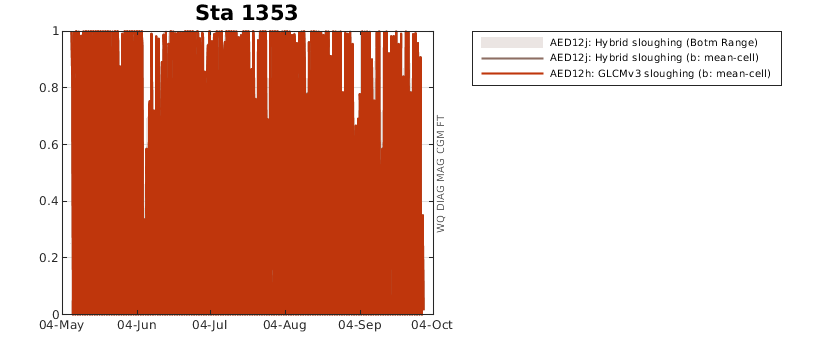 Sta 1353
1
0.8
0.6
0.4
0.2
0
04-May 04-Jun 04-Jul 04-Aug 04-Sep 04-Oct
WQ DIAG MAG CGM FT
AED12j: Hybrid sloughing (Botm Range)
AED12j: Hybrid sloughing (b: mean-cell)
AED12h: GLCMv3 sloughing (b: mean-cell)